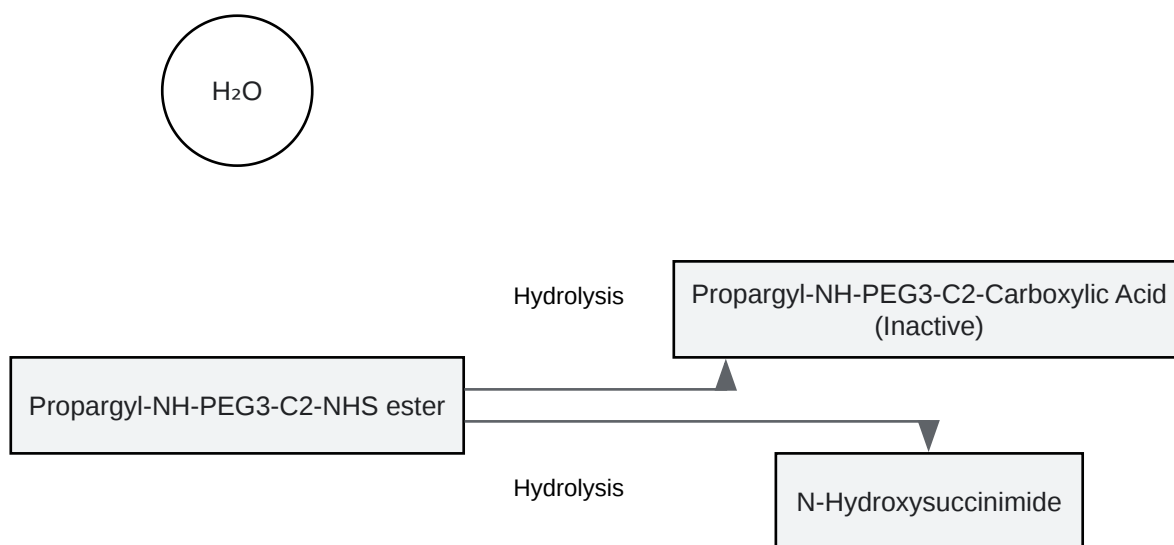 H₂O
Hydrolysis
Propargyl-NH-PEG3-C2-Carboxylic Acid
(Inactive)
Propargyl-NH-PEG3-C2-NHS ester
Hydrolysis
N-Hydroxysuccinimide